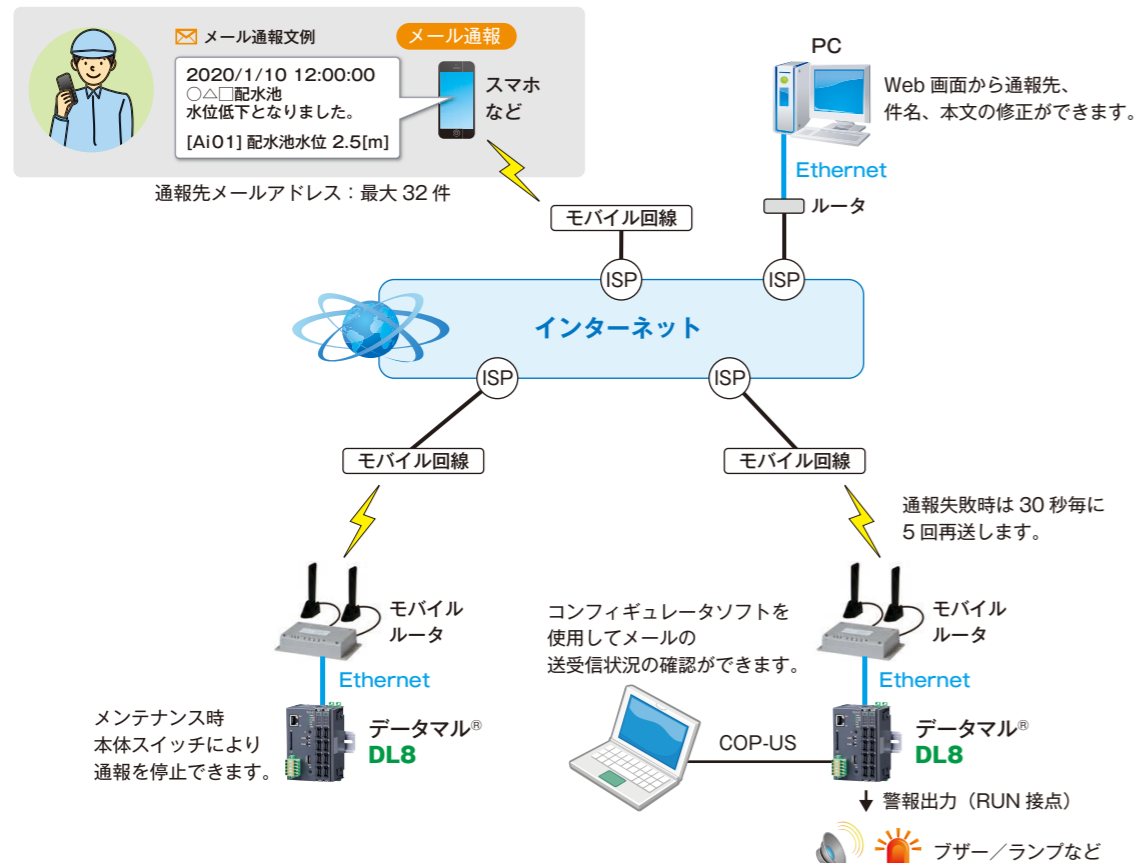 メール通報文例
メール通報
2020/1/10 12:00:00
○△□配水池
水位低下となりました。
[Ai01] 配水池水位 2.5[m]
スマホ
など
通報先メールアドレス：最大 32 件
PC
Web 画面から通報先、
件名、本文の修正ができます。
Ethernet
ルータ
モバイル回線
ISP
ISP
インターネット
ISP
ISP
モバイル回線
モバイル回線
通報失敗時は 30 秒毎に
5 回再送します。
モバイル
ルータ
Ethernet
メンテナンス時
本体スイッチにより
通報を停止できます。
データマル®
DL8
コンフィギュレータソフトを
使用してメールの
送受信状況の確認ができます。
COP-US
モバイル
ルータ
Ethernet
データマル®
DL8
警報出力（RUN 接点）
ブザー／ランプなど